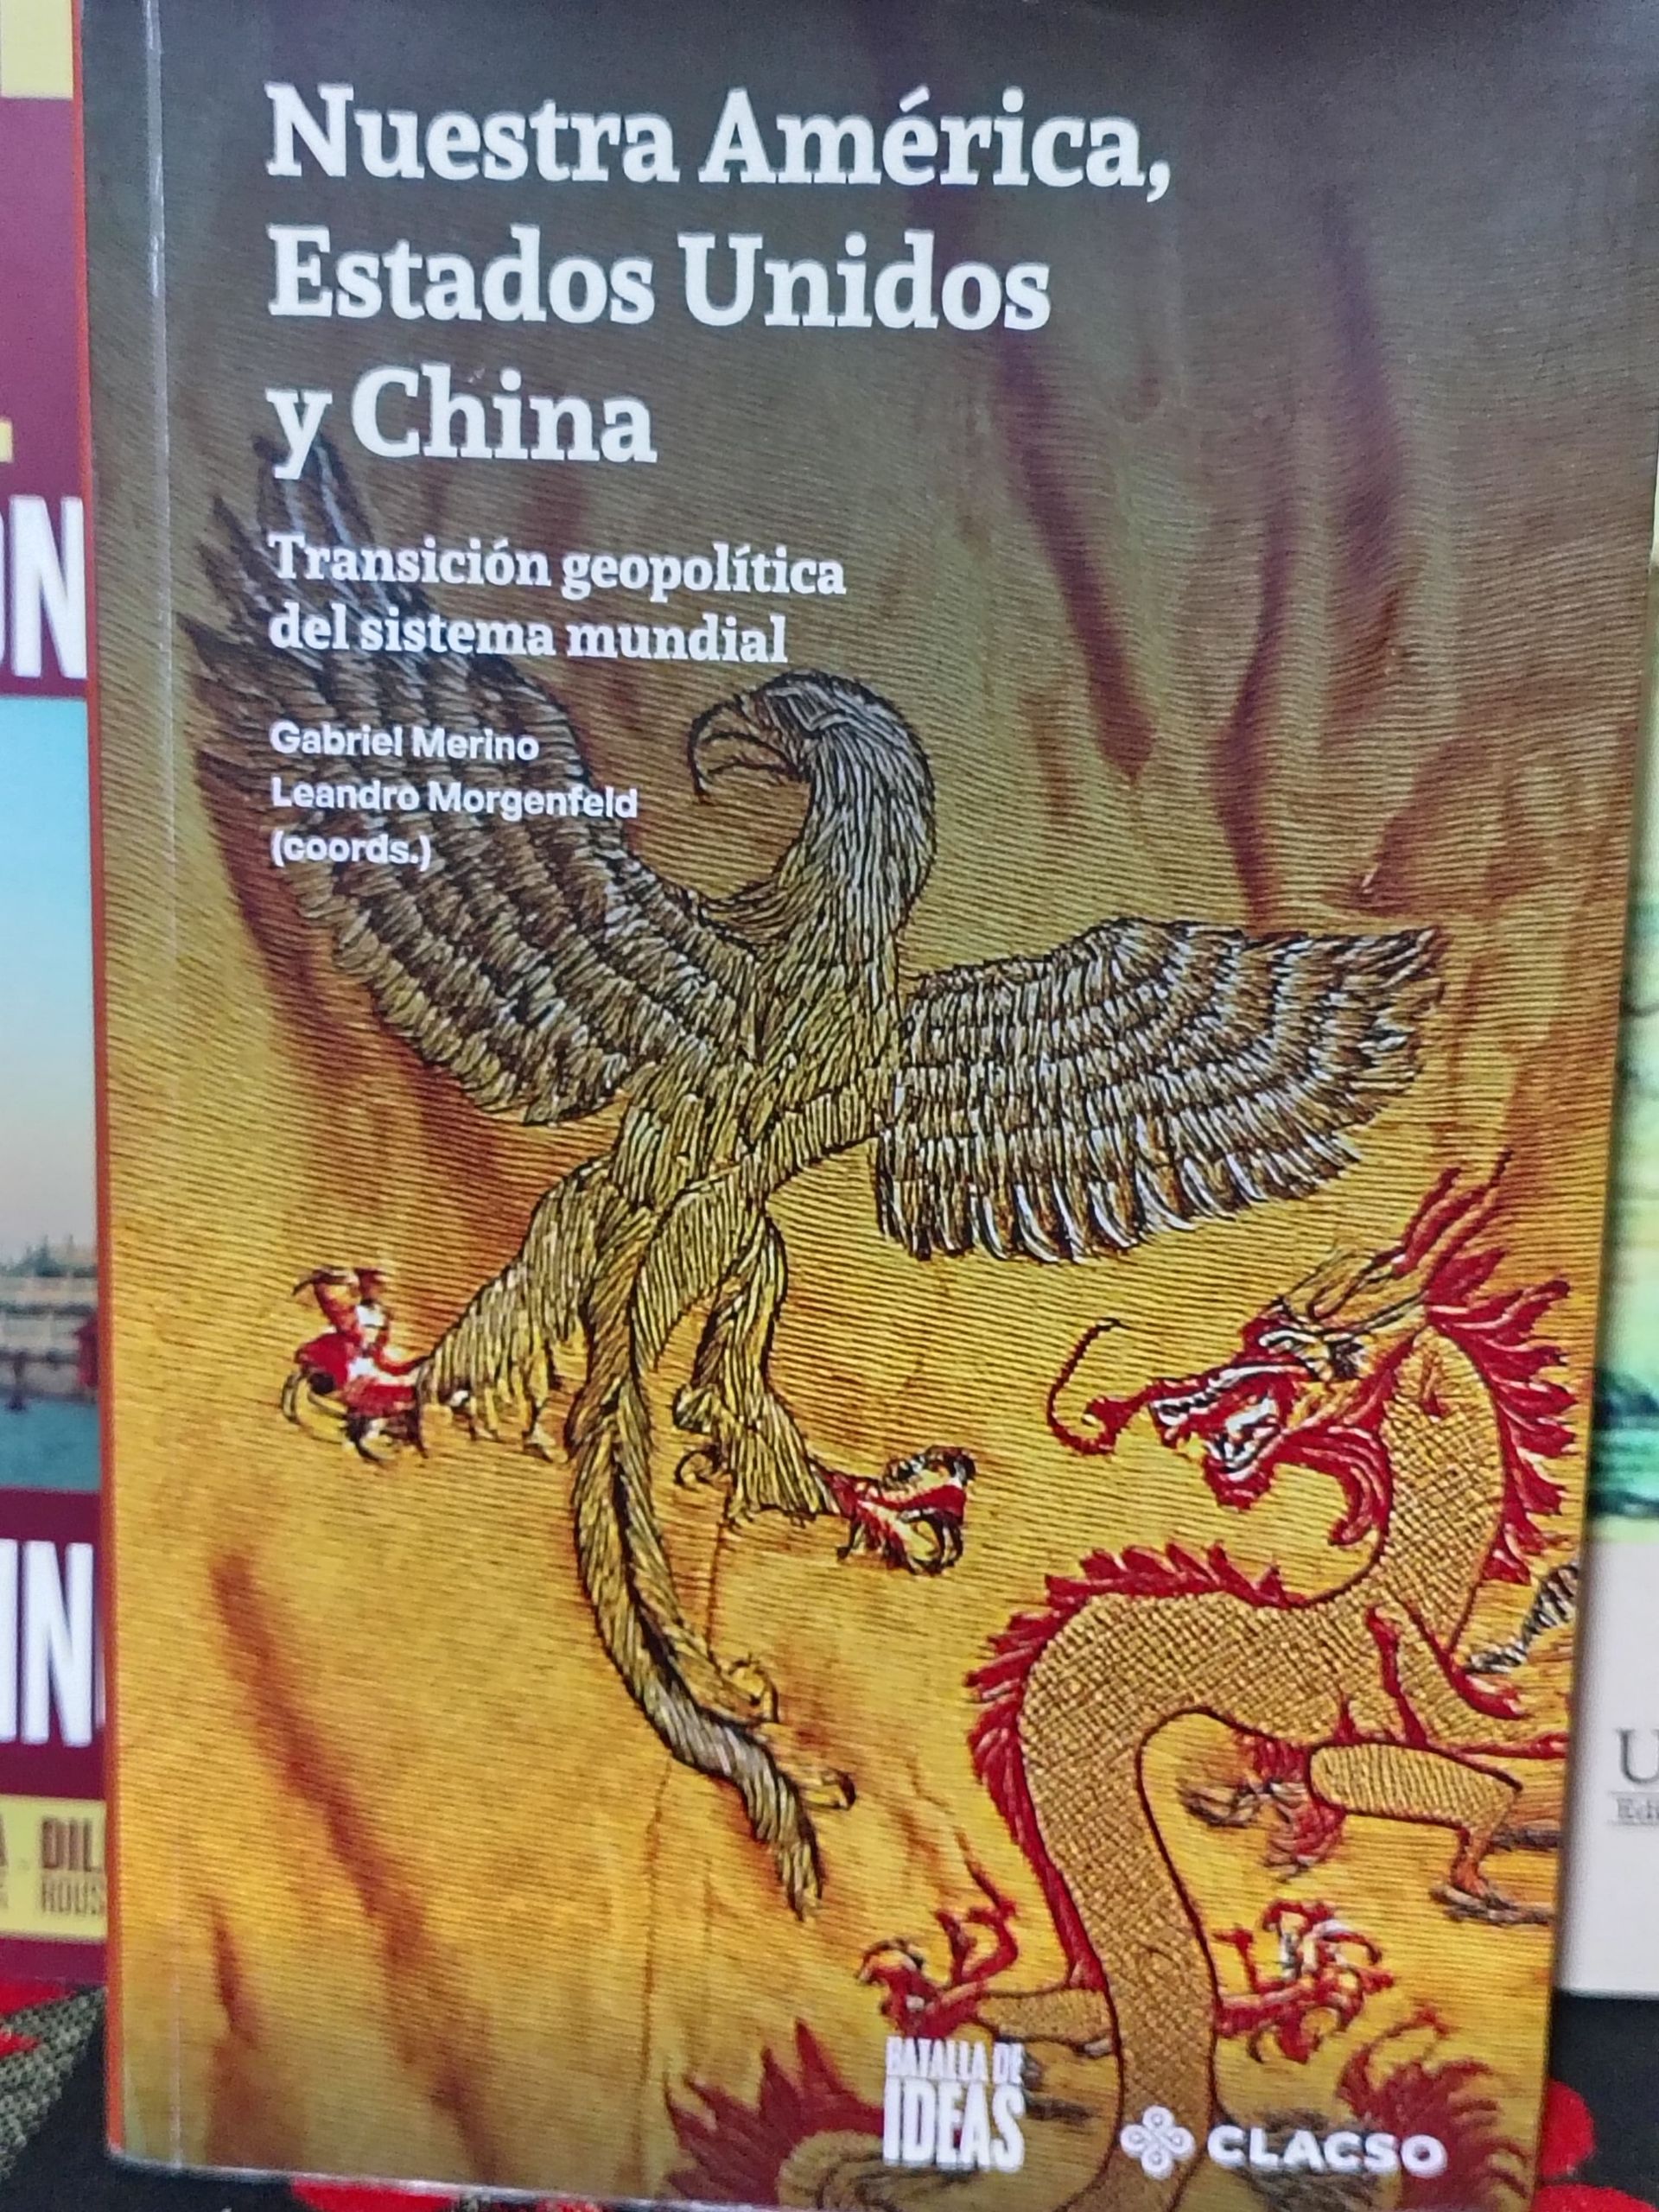 Nuestra América,
Estados Unidos
y China
Transición geopolítica
del sistema mundial
Gabriel Merino
Leandro Morgenfeld
(coords.)
BATALLA DE
IDEAS
CLACSO